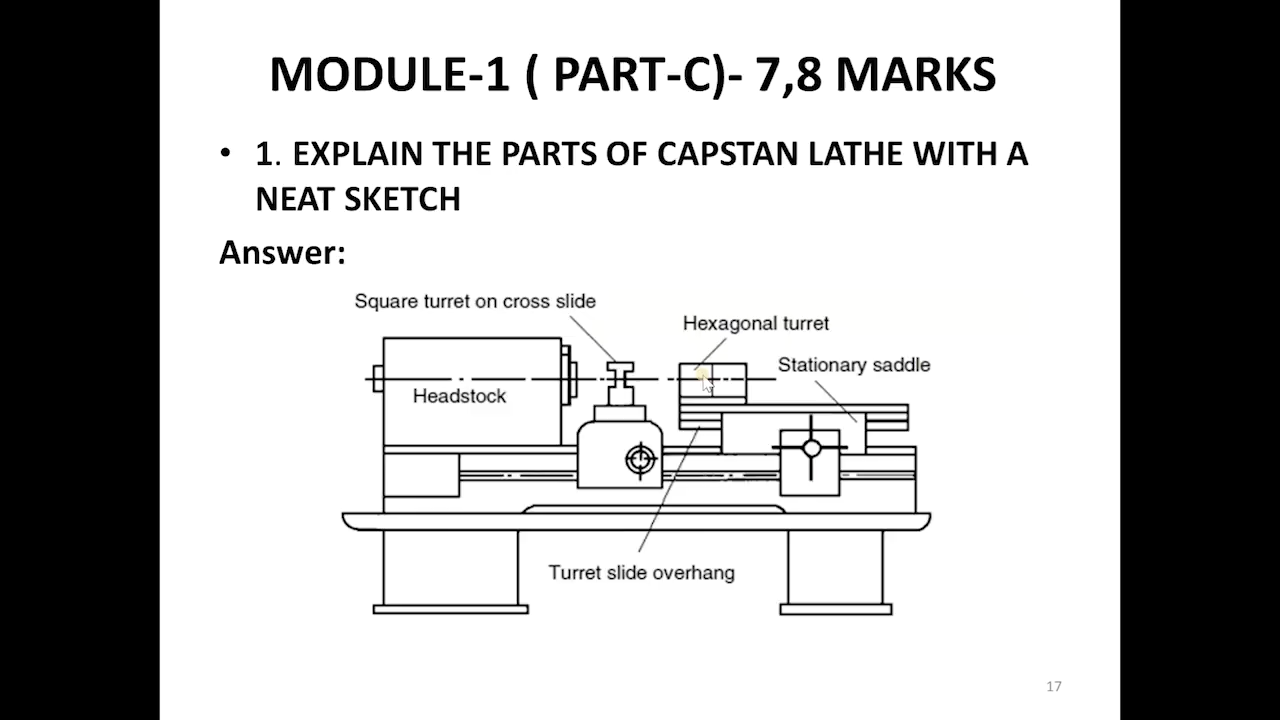 MODULE-1 ( PART-C)- 7,8 MARKS
• 1. EXPLAIN THE PARTS OF CAPSTAN LATHE WITH A
NEAT SKETCH
Answer:
Square turret on cross slide
Hexagonal turret
Stationary saddle
Headstock
Turret slide overhang
17